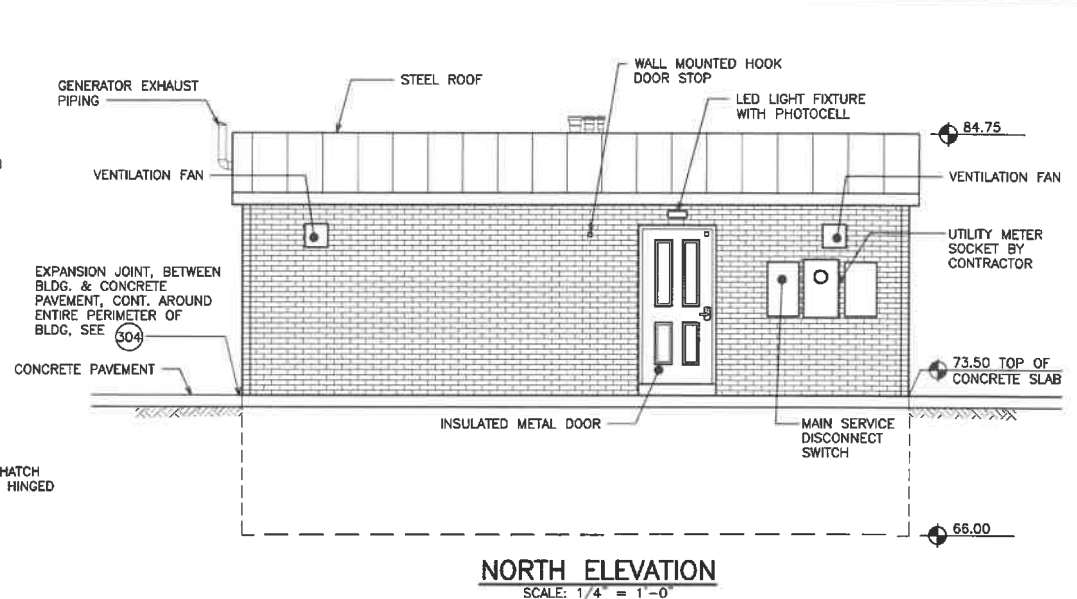 GENERATOR EXHAUST
PIPING
STEEL ROOF
WALL MOUNTED HOOK
DOOR STOP
LED LIGHT FIXTURE
WITH PHOTOCELL
84.75
VENTILATION FAN
VENTILATION FAN
UTILITY METER
SOCKET BY
CONTRACTOR
EXPANSION JOINT, BETWEEN
BLDG. & CONCRETE
PAVEMENT, CONT. AROUND
ENTIRE PERIMETER OF
BLDG, SEE 304
CONCRETE PAVEMENT
73.50 TOP OF
CONCRETE SLAB
INSULATED METAL DOOR
MAIN SERVICE
DISCONNECT
SWITCH
HATCH
HINGED
66.00
NORTH ELEVATION
SCALE: 1/4" = 1'-0"